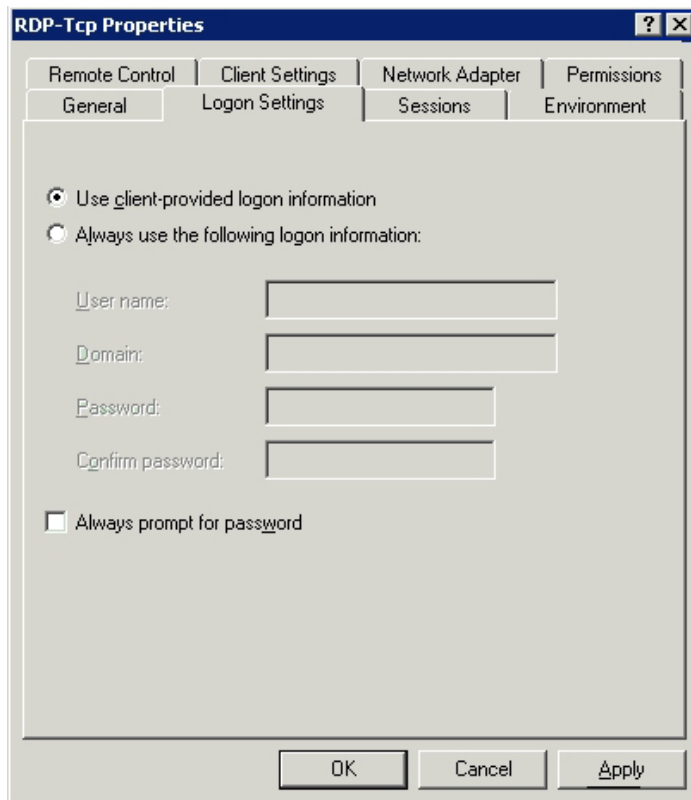 RDP-Tcp Properties
Remote Control Client Settings Network Adapter Permissions
General Logon Settings Sessions Environment
Use client-provided logon information
Always use the following logon information:
User name:
Domain:
Password:
Confirm password:
Always prompt for password
OK Cancel Apply